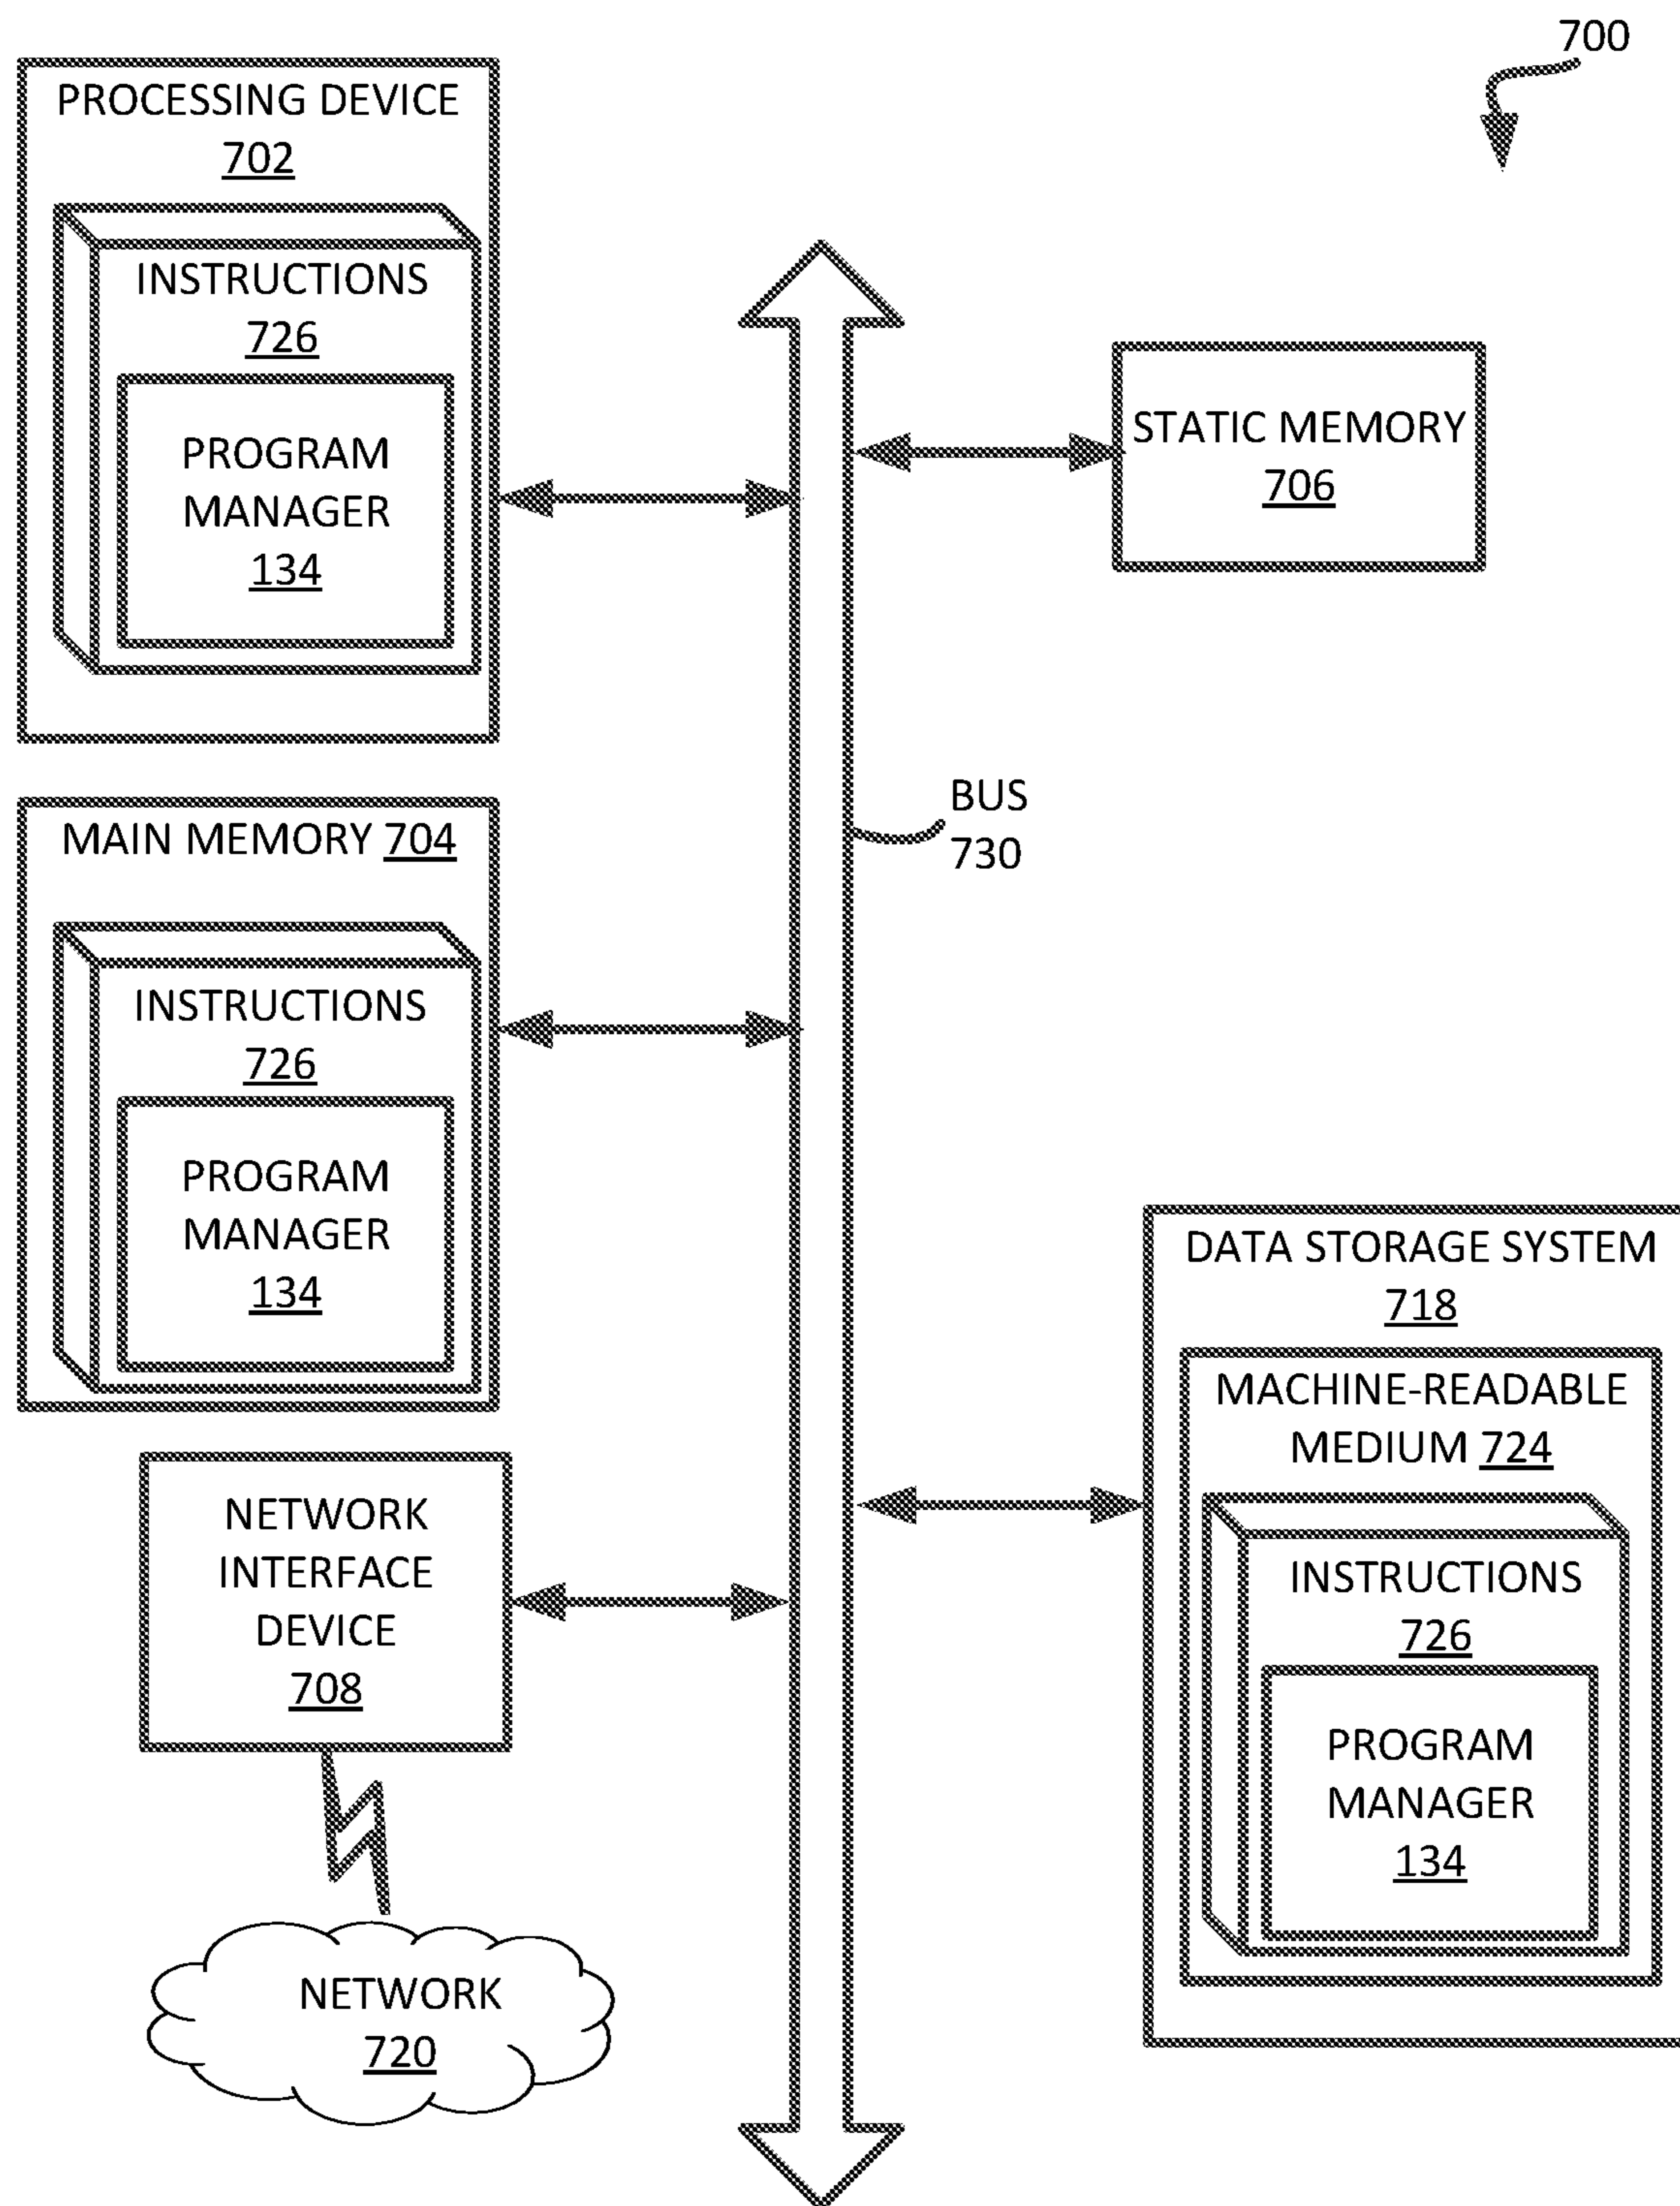 700
PROCESSING DEVICE
702
INSTRUCTIONS
726
PROGRAM
MANAGER
134
STATIC MEMORY
706
BUS
730
MAIN MEMORY 704
INSTRUCTIONS
726
PROGRAM
MANAGER
134
DATA STORAGE SYSTEM
718
MACHINE-READABLE
MEDIUM 724
INSTRUCTIONS
726
PROGRAM
MANAGER
134
NETWORK
INTERFACE
DEVICE
708
NETWORK
720